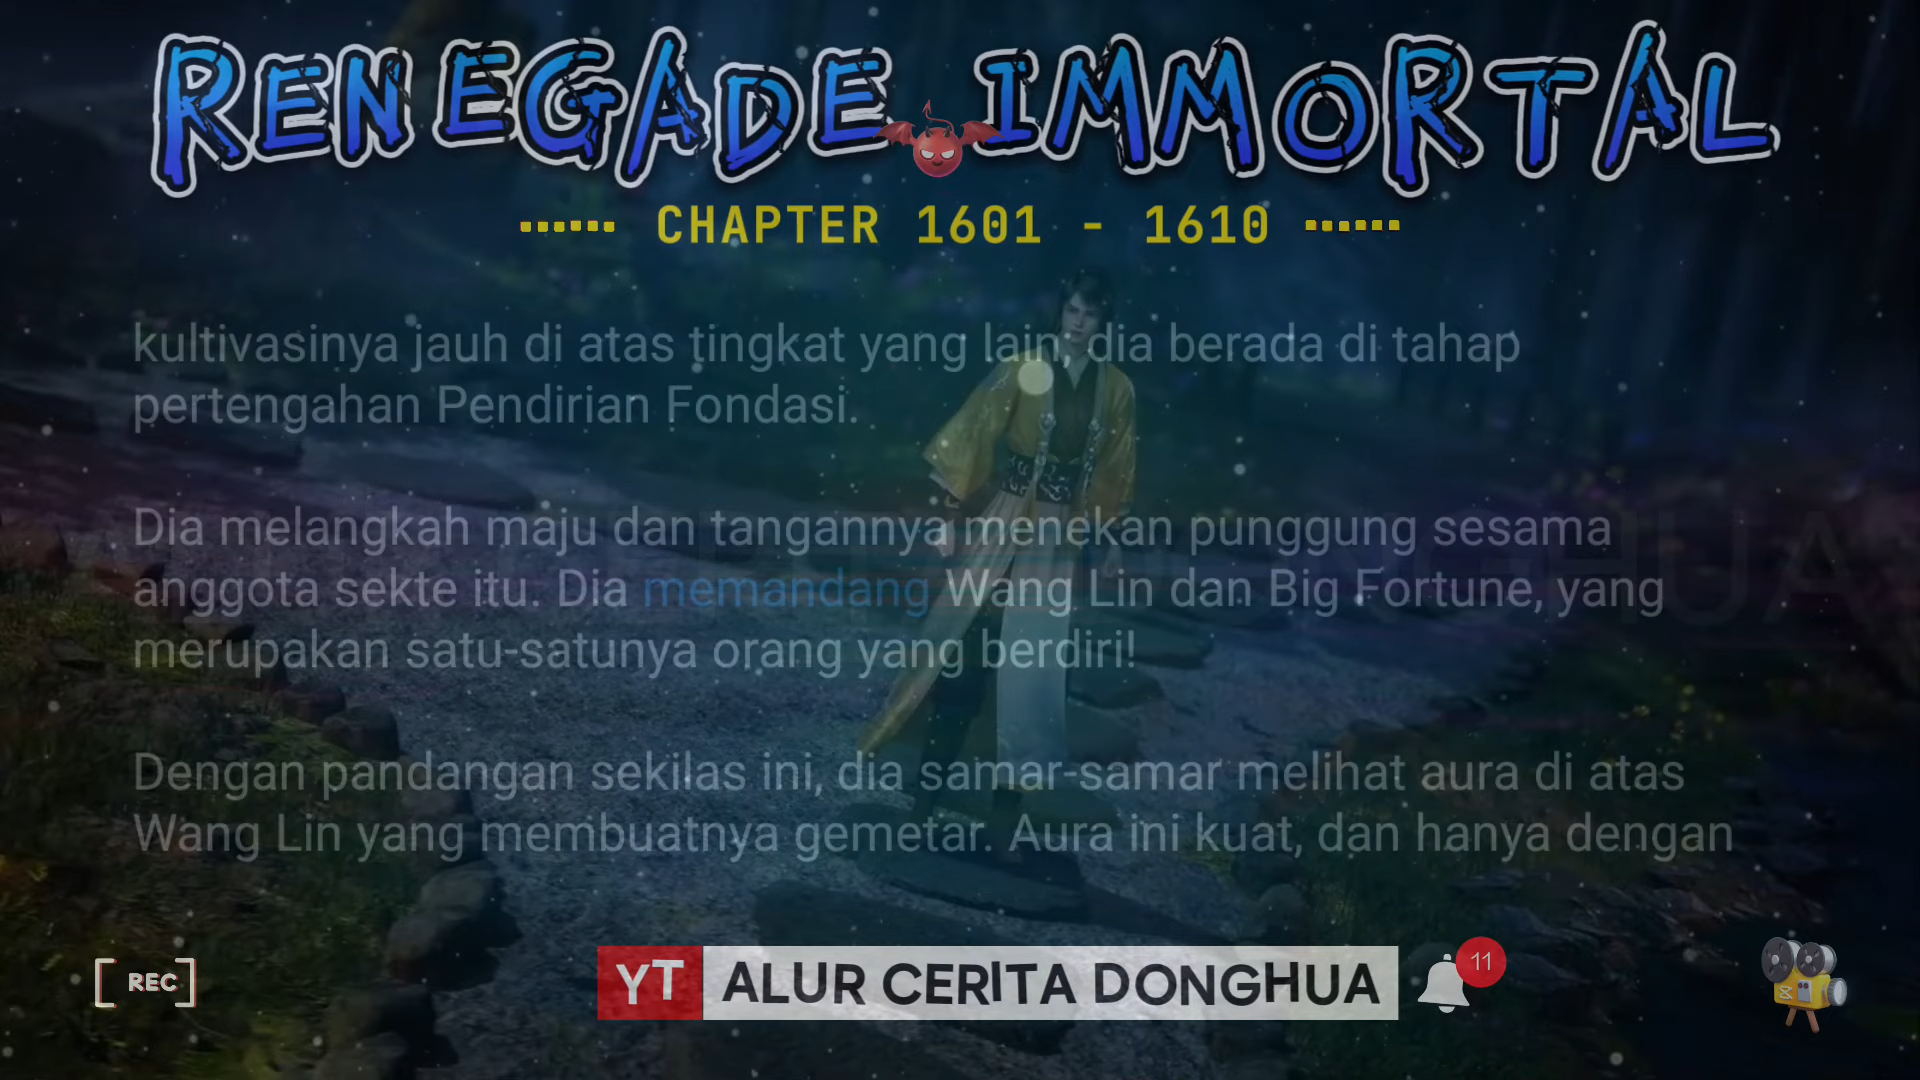 RENEGADE IMMORTAL
CHAPTER 1601 - 1610
kultivasinya jauh di atas tingkat yang lain, dia berada di tahap
pertengahan Pendirian Fondasi.
Dia melangkah maju dan tangannya menekan punggung sesama
anggota sekte itu. Dia memandang Wang Lin dan Big Fortune, yang
merupakan satu-satunya orang yang berdiri!
Dengan pandangan sekilas ini, dia samar-samar melihat aura di atas
Wang Lin yang membuatnya gemetar. Aura ini kuat, dan hanya dengan
[ REC ]
YT ALUR CERITA DONGHUA
11